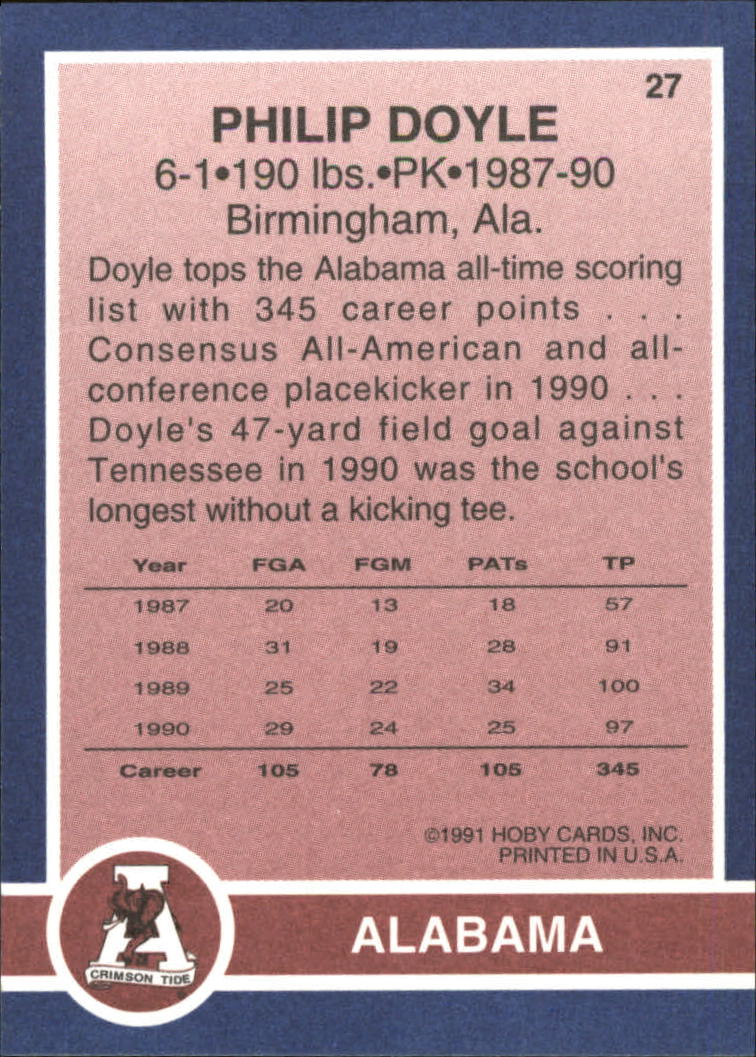 27
PHILIP DOYLE
6-1•190 lbs.•PK•1987-90
Birmingham, Ala.
Doyle tops the Alabama all-time scoring
list with 345 career points . . .
Consensus All-American and all-
conference placekicker in 1990 . . .
Doyle's 47-yard field goal against
Tennessee in 1990 was the school's
longest without a kicking tee.
Year FGA FGM PATs TP
1987 20 13 18 57
1988 31 19 28 91
1989 25 22 34 100
1990 29 24 25 97
Career 105 78 105 345
©1991 HOBY CARDS, INC.
PRINTED IN U.S.A.
A
CRIMSON TIDE
ALABAMA